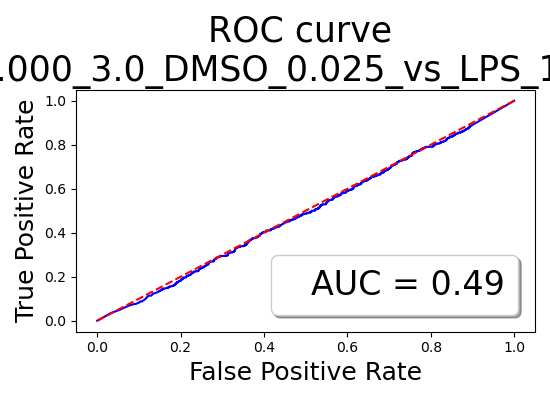 ROC curve
.000_3.0_DMSO_0.025_vs_LPS_1
True Positive Rate
1.0
0.8
0.6
0.4
0.2
0.0
AUC = 0.49
0.0 0.2 0.4 0.6 0.8 1.0
False Positive Rate